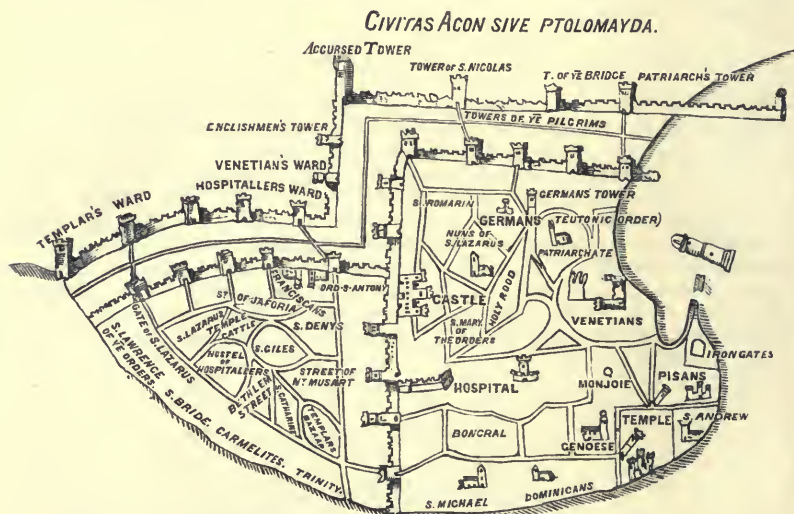 CIVITAS ACON SIVE PTOLOMAYDA.
ACCURSED TOWER
TOWER OF S. NICOLAS
T. OF YE BRIDGE
PATRIARCH'S TOWER
TOWERS OF YE PILGRIMS
ENGLISHMEN'S TOWER
VENETIAN'S WARD
HOSPITALLERS WARD
TEMPLAR'S WARD
GERMAN'S TOWER
S. ROMARIN
GERMANS
(TEUTONIC ORDER)
NUNS OF
S. LAZARUS
PATRIARCHATE
ORD. S. ANTONY
FRANCISCANS
CASTLE
HOLY ROOD
VENETIANS
ST. OF JAFORIA
GATE OF S. LAZARUS
S. LAZARUS
TEMPLE
CATTLE
S. DENYS
S. MARY
OF
THE ORDERS
S. LAWRENCE
OF YE ORDERS.
S. GILES
HOSTEL
OF
HOSPITALLERS
STREET OF
NT. MUSART
IRON GATES
BETHLEM
STREET
S. CATHARINE
TEMPLARS
BAZAAR
HOSPITAL
MONJOIE
PISANS
S. BRIDE. CARMELITES. TRINITY.
BONCRAL
GENOESE
TEMPLE
S. ANDREW
S. MICHAEL
DOMINICANS